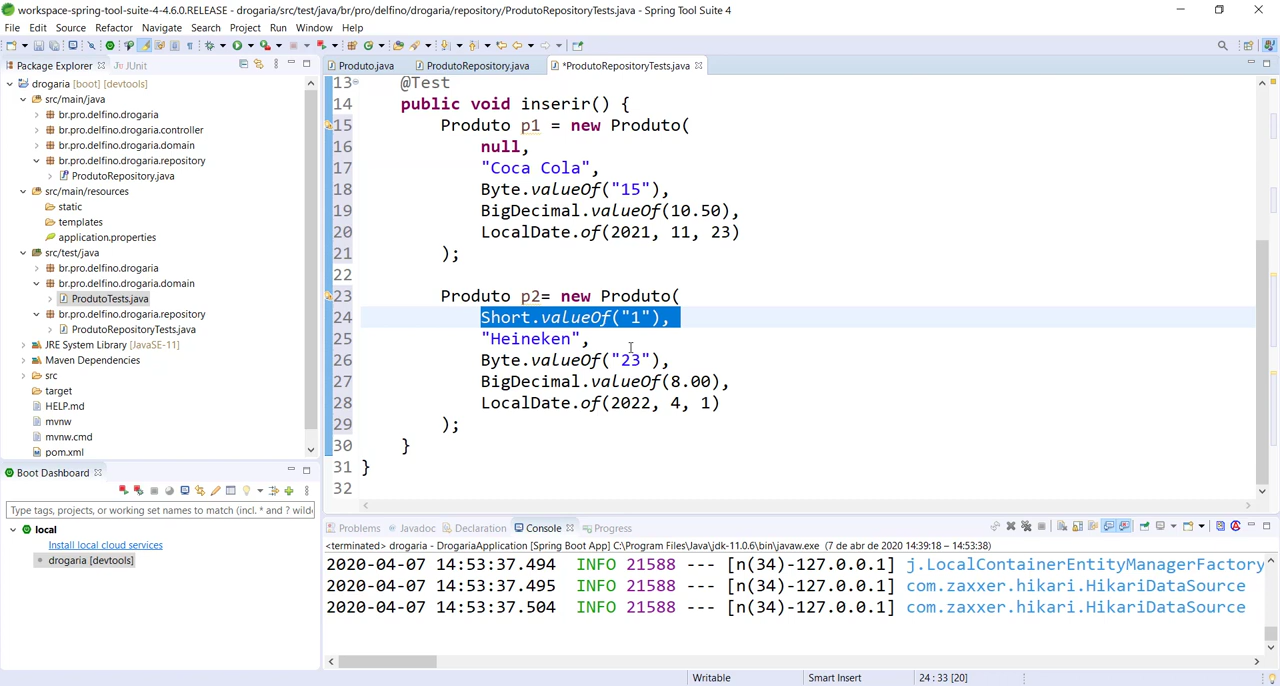 workspace-spring-tool-suite-4-4.6.0.RELEASE - drogaria/src/test/java/br/pro/delfino/drogaria/repository/ProdutoRepositoryTests.java - Spring Tool Suite 4
File Edit Source Refactor Navigate Search Project Run Window Help
Package Explorer JUnit
drogaria [boot] [devtools]
src/main/java
br.pro.delfino.drogaria
br.pro.delfino.drogaria.controller
br.pro.delfino.drogaria.domain
br.pro.delfino.drogaria.repository
ProdutoRepository.java
src/main/resources
static
templates
application.properties
src/test/java
br.pro.delfino.drogaria
br.pro.delfino.drogaria.domain
ProdutoTests.java
br.pro.delfino.drogaria.repository
ProdutoRepositoryTests.java
JRE System Library [JavaSE-11]
Maven Dependencies
src
target
HELP.md
mvnw
mvnw.cmd
pom.xml
Boot Dashboard
Type tags, projects, or working set names to match (incl. * and ? wild
local
Install local cloud services
drogaria [devtools]
Produto.java ProdutoRepository.java *ProdutoRepositoryTests.java
13 @Test
14 public void inserir() {
15 Produto p1 = new Produto(
16 null,
17 "Coca Cola",
18 Byte.valueOf("15"),
19 BigDecimal.valueOf(10.50),
20 LocalDate.of(2021, 11, 23)
21 );
22
23 Produto p2= new Produto(
24 Short.valueOf("1"),
25 "Heineken",
26 Byte.valueOf("23"),
27 BigDecimal.valueOf(8.00),
28 LocalDate.of(2022, 4, 1)
29 );
30 }
31 }
32
Problems Javadoc Declaration Console Progress
<terminated> drogaria - DrogariaApplication [Spring Boot App] C:\Program Files\Java\jdk-11.0.6\bin\javaw.exe (7 de abr de 2020 14:39:18 – 14:53:38)
2020-04-07 14:53:37.494 INFO 21588 --- [n(34)-127.0.0.1] j.LocalContainerEntityManagerFactory
2020-04-07 14:53:37.495 INFO 21588 --- [n(34)-127.0.0.1] com.zaxxer.hikari.HikariDataSource
2020-04-07 14:53:37.504 INFO 21588 --- [n(34)-127.0.0.1] com.zaxxer.hikari.HikariDataSource
Writable Smart Insert 24 : 33 [20]